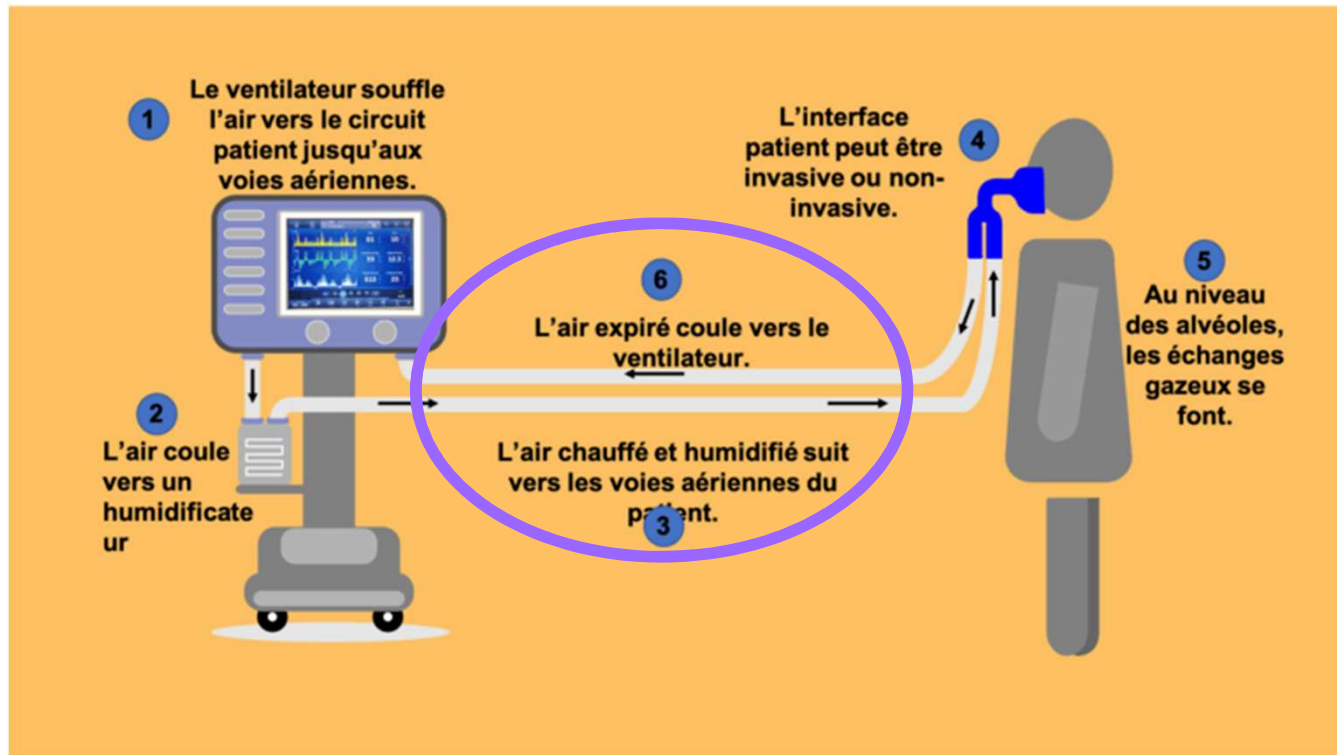 1
Le ventilateur souffle
l'air vers le circuit
patient jusqu'aux
voies aériennes.
2
L'air coule
vers un
humidificate
ur
6
L'air expiré coule vers le
ventilateur.
L'air chauffé et humidifié suit
vers les voies aériennes du
patient.
3
4
L'interface
patient peut être
invasive ou non-
invasive.
5
Au niveau
des alvéoles,
les échanges
gazeux se
font.